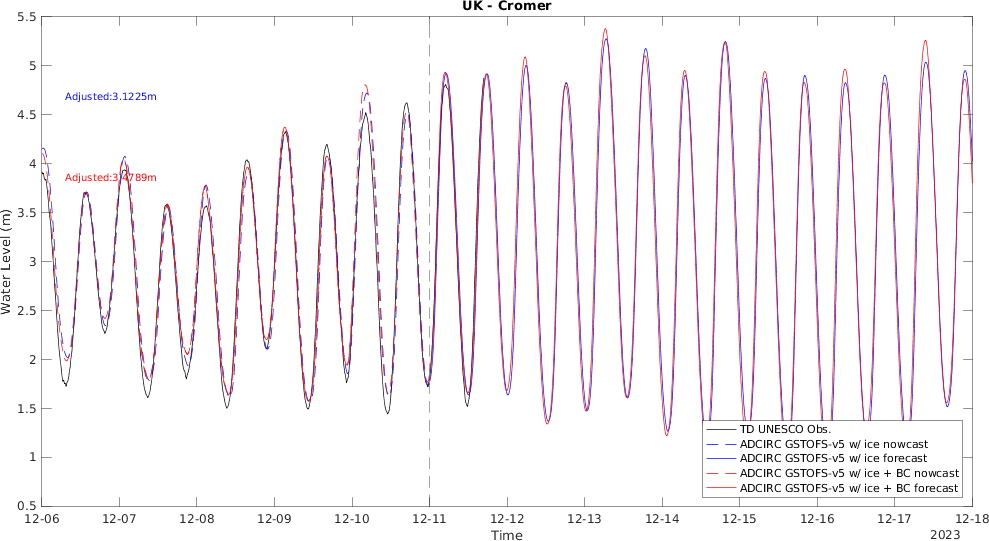 UK - Cromer
5.5
5
4.5
4
3.5
3
2.5
2
1.5
1
0.5
Water Level (m)
Adjusted:3.1225m
Adjusted:3.4789m
TD UNESCO Obs.
ADCIRC GSTOFS-v5 w/ ice nowcast
ADCIRC GSTOFS-v5 w/ ice forecast
ADCIRC GSTOFS-v5 w/ ice + BC nowcast
ADCIRC GSTOFS-v5 w/ ice + BC forecast
12-06 12-07 12-08 12-09 12-10 12-11 12-12 12-13 12-14 12-15 12-16 12-17 12-18
Time
2023